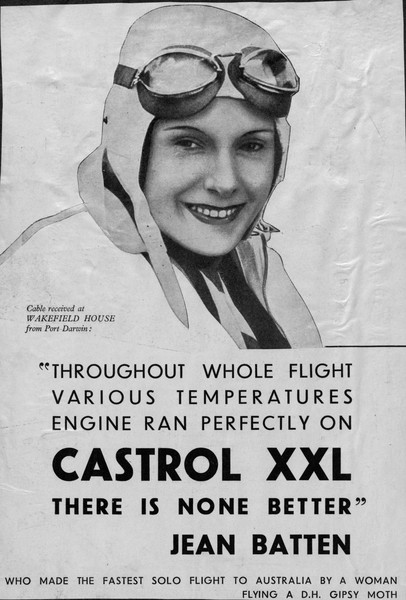 Cable received at
WAKEFIELD HOUSE
from Port Darwin:
"THROUGHOUT WHOLE FLIGHT
VARIOUS TEMPERATURES
ENGINE RAN PERFECTLY ON
CASTROL XXL
THERE IS NONE BETTER"
JEAN BATTEN
WHO MADE THE FASTEST SOLO FLIGHT TO AUSTRALIA BY A WOMAN
FLYING A D.H. GIPSY MOTH